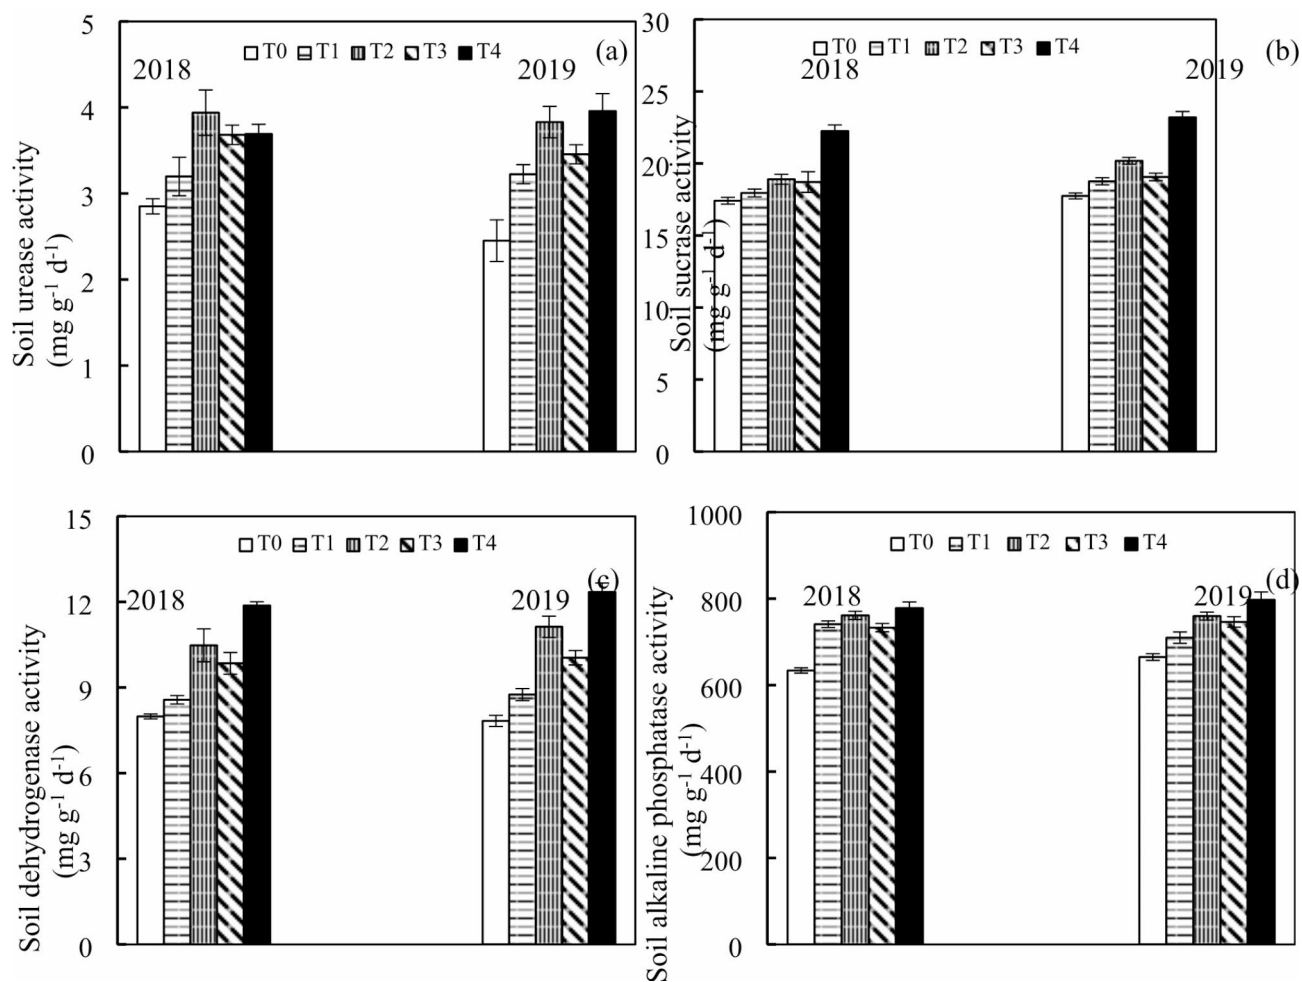 5
4
3
2
1
0
Soil urease activity
(mg g-1 d-1)
T0 T1 T2 T3 T4
(a)
2018
2019
30
25
20
15
10
5
0
Soil sucrase activity
(mg g-1 d-1)
T0 T1 T2 T3 T4
(b)
2018
2019
15
12
9
6
3
0
Soil dehydrogenase activity
(mg g-1 d-1)
T0 T1 T2 T3 T4
(c)
2018
2019
1000
800
600
400
200
0
Soil alkaline phosphatase activity
(mg g-1 d-1)
T0 T1 T2 T3 T4
(d)
2018
2019